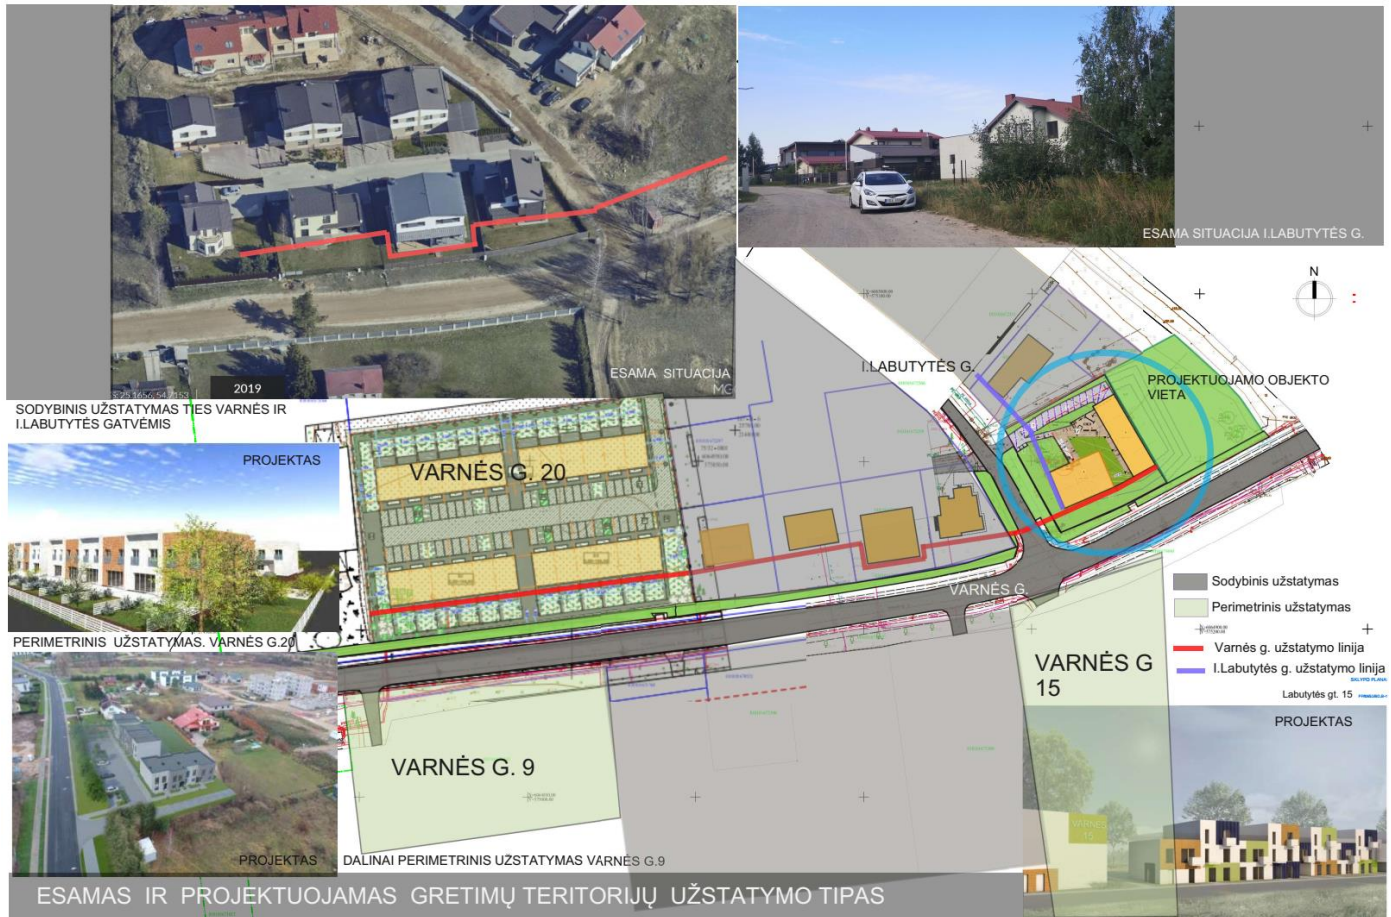 ESAMA SITUACIJA
2019
SODYBINIS UŽSTATYMAS TIES VARNĖS IR
I.LABUTYTĖS GATVĖMIS
ESAMA SITUACIJA I.LABUTYTĖS G.
N
I.LABUTYTĖS G.
PROJEKTUOJAMO OBJEKTO
VIETA
PROJEKTAS
VARNĖS G. 20
PERIMETRINIS UŽSTATYMAS. VARNĖS G.20
VARNĖS G.
Sodybinis užstatymas
Perimetrinis užstatymas
Varnės g. užstatymo linija
I.Labutytės g. užstatymo linija
Labutytės gt. 15
VARNĖS G
15
VARNĖS G. 9
PROJEKTAS
VARNĖS
15
PROJEKTAS
DALINAI PERIMETRINIS UŽSTATYMAS VARNĖS G.9
ESAMAS IR PROJEKTUOJAMAS GRETIMŲ TERITORIJŲ UŽSTATYMO TIPAS